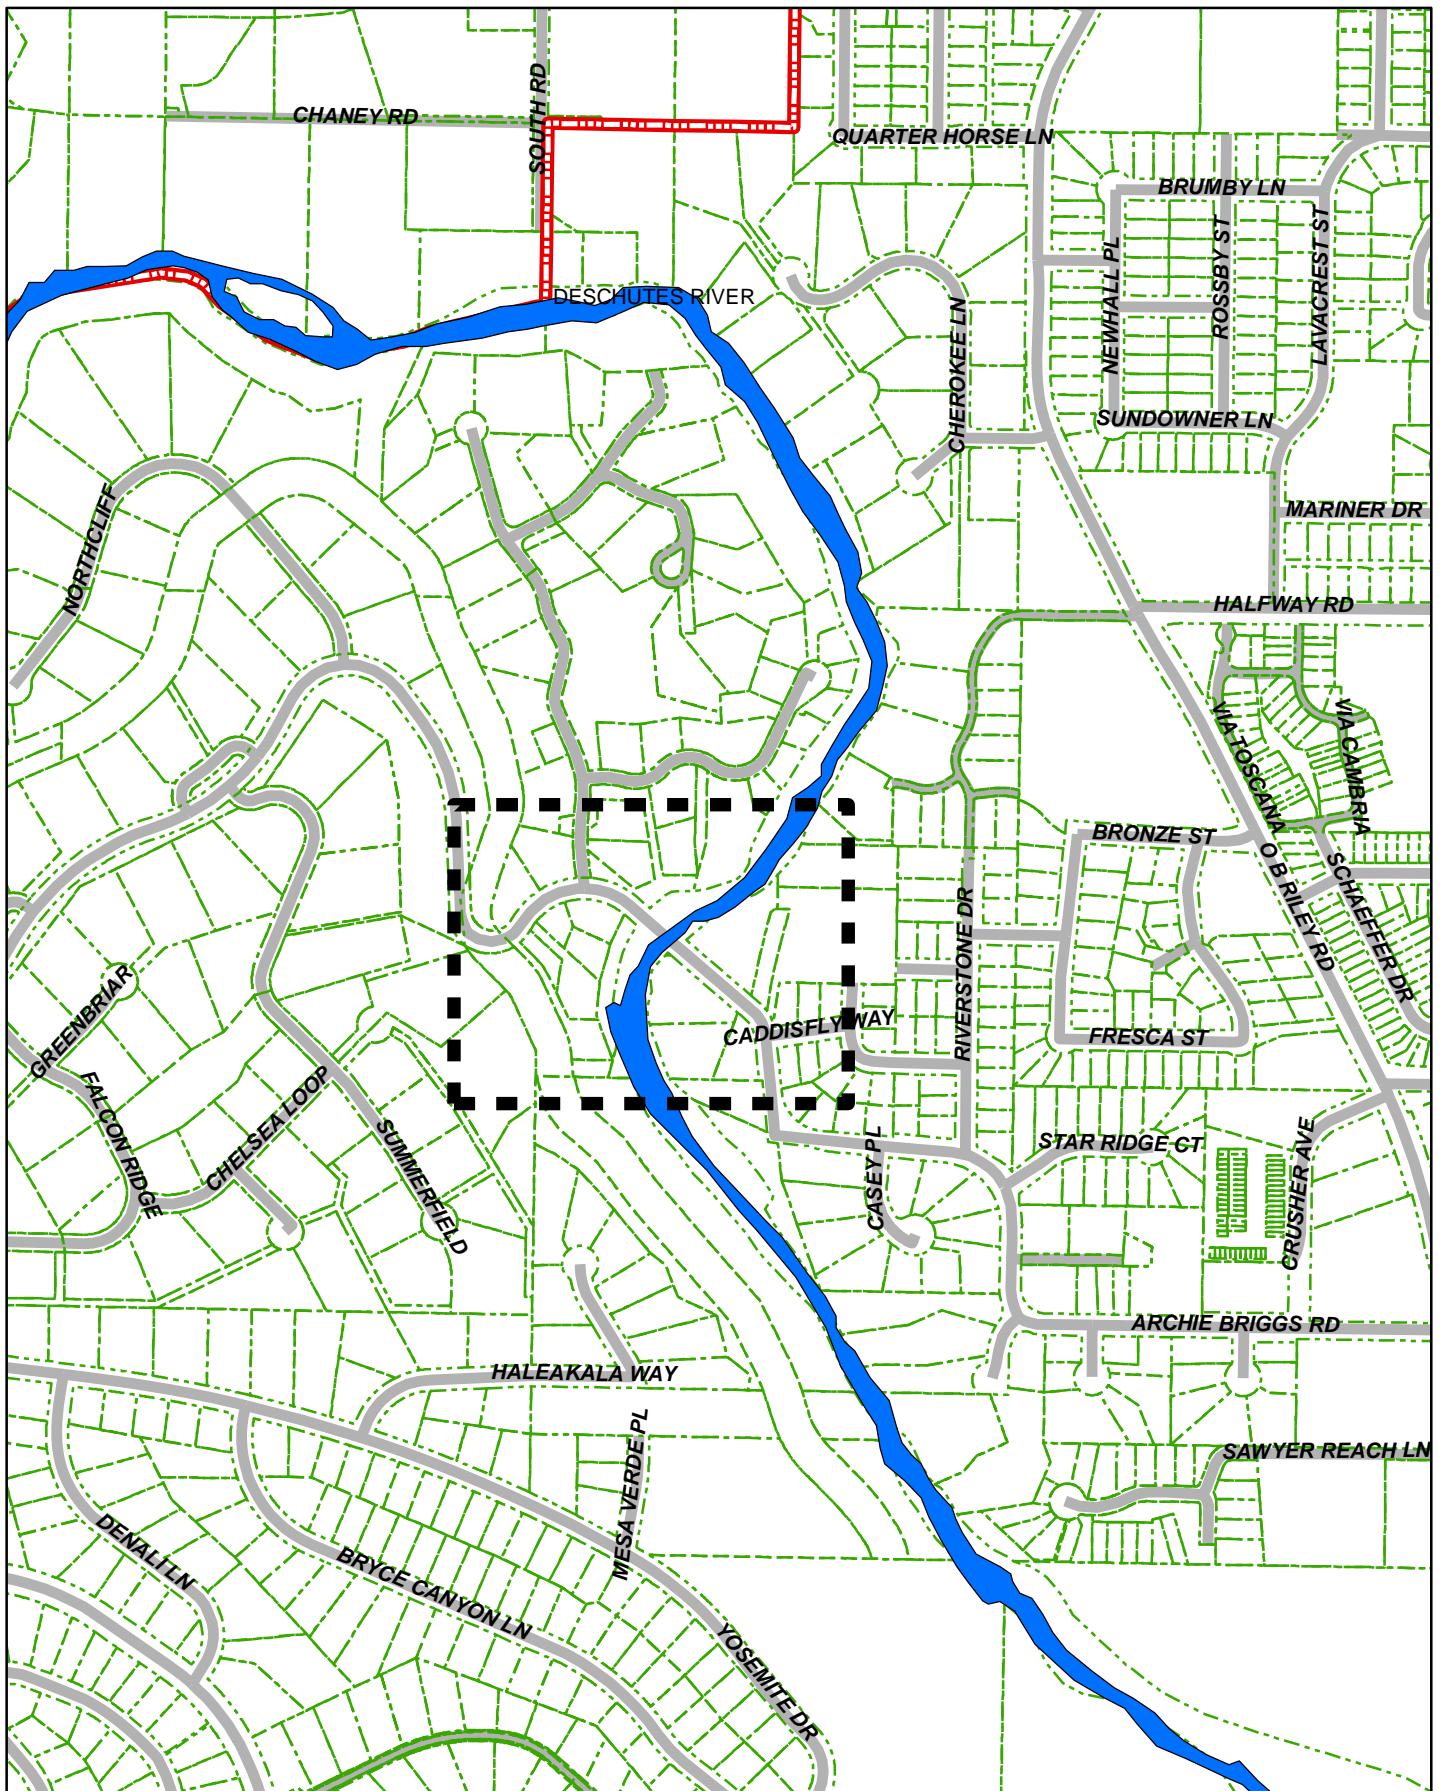 SOUTH RD
CHANEY RD
QUARTER HORSE LN
BRUMBY LN
NEWHALL PL
ROSSBY ST
LAVACREST ST
DESCHUTES RIVER
CHEROKEE LN
SUNDOWNER LN
MARINER DR
NORTHCLIFF
HALFWAY RD
VIA TOSCANA
VIA CAMBRIA
BRONZE ST
O B RILEY RD
SCHAEFFER DR
RIVERSTONE DR
GREENBRIAR
CADDISFLY WAY
FRESCA ST
FALCON RIDGE
CHELSEA LOOP
SUMMERFIELD
CASEY PL
STAR RIDGE CT
CRUSHER AVE
ARCHIE BRIGGS RD
HALEAKALA WAY
MESA VERDE PL
SAWYER REACH LN
DENALI LN
BRYCE CANYON LN
YOSEMITE DR